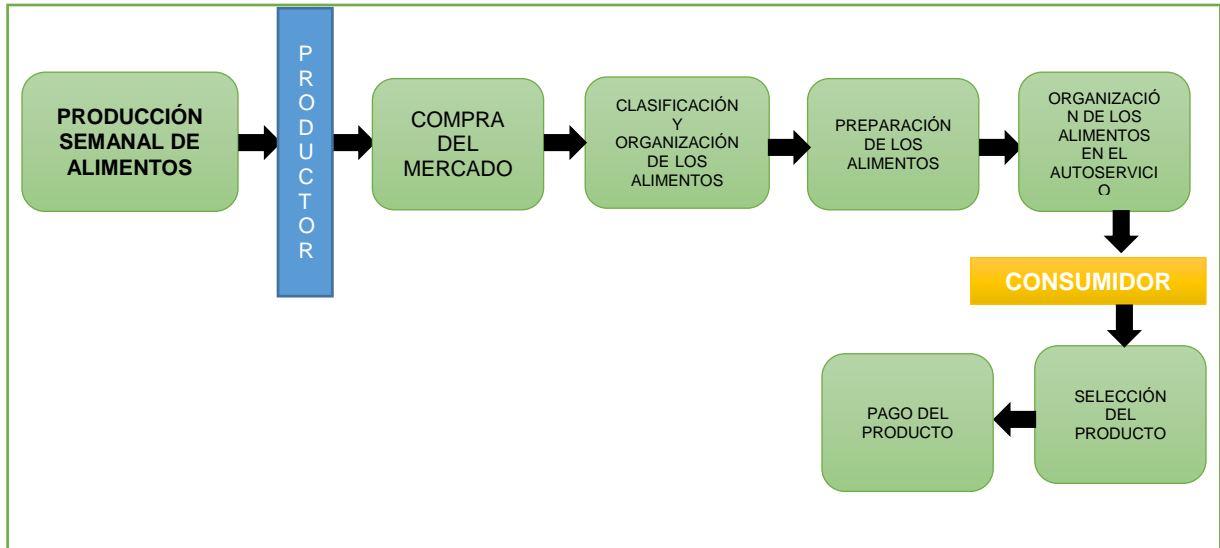 PRODUCCIÓN
SEMANAL DE
ALIMENTOS
P
R
O
D
U
C
T
O
R
COMPRA
DEL
MERCADO
CLASIFICACIÓN
Y
ORGANIZACIÓN
DE LOS
ALIMENTOS
PREPARACIÓN
DE LOS
ALIMENTOS
ORGANIZACIÓ
N DE LOS
ALIMENTOS
EN EL
AUTOSERVICI
O
CONSUMIDOR
SELECCIÓN
DEL
PRODUCTO
PAGO DEL
PRODUCTO